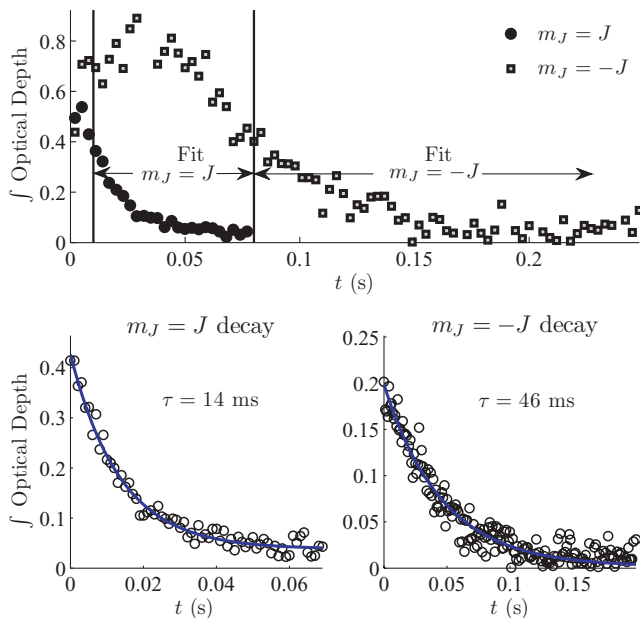 ∫ Optical Depth
0.8
0.6
0.4
0.2
0
0
0.05
0.1
0.15
0.2
t (s)
m_J = J
m_J = −J
Fit
m_J = J
Fit
m_J = −J
m_J = J decay
∫ Optical Depth
0.4
0.3
0.2
0.1
0
0
0.02
0.04
0.06
t (s)
τ = 14 ms
m_J = −J decay
0.25
0.2
0.15
0.1
0.05
0
0
0.05
0.1
0.15
t (s)
τ = 46 ms